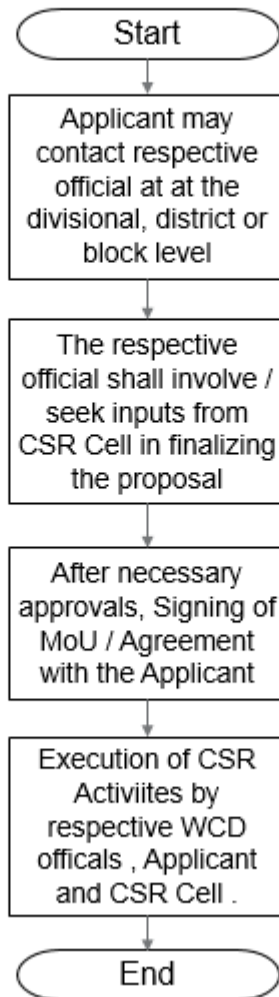 Start
Applicant may
contact respective
official at at the
divisional, district or
block level
The respective
official shall involve /
seek inputs from
CSR Cell in finalizing
the proposal
After necessary
approvals, Signing of
MoU / Agreement
with the Applicant
Execution of CSR
Activiites by
respective WCD
officals , Applicant
and CSR Cell .
End